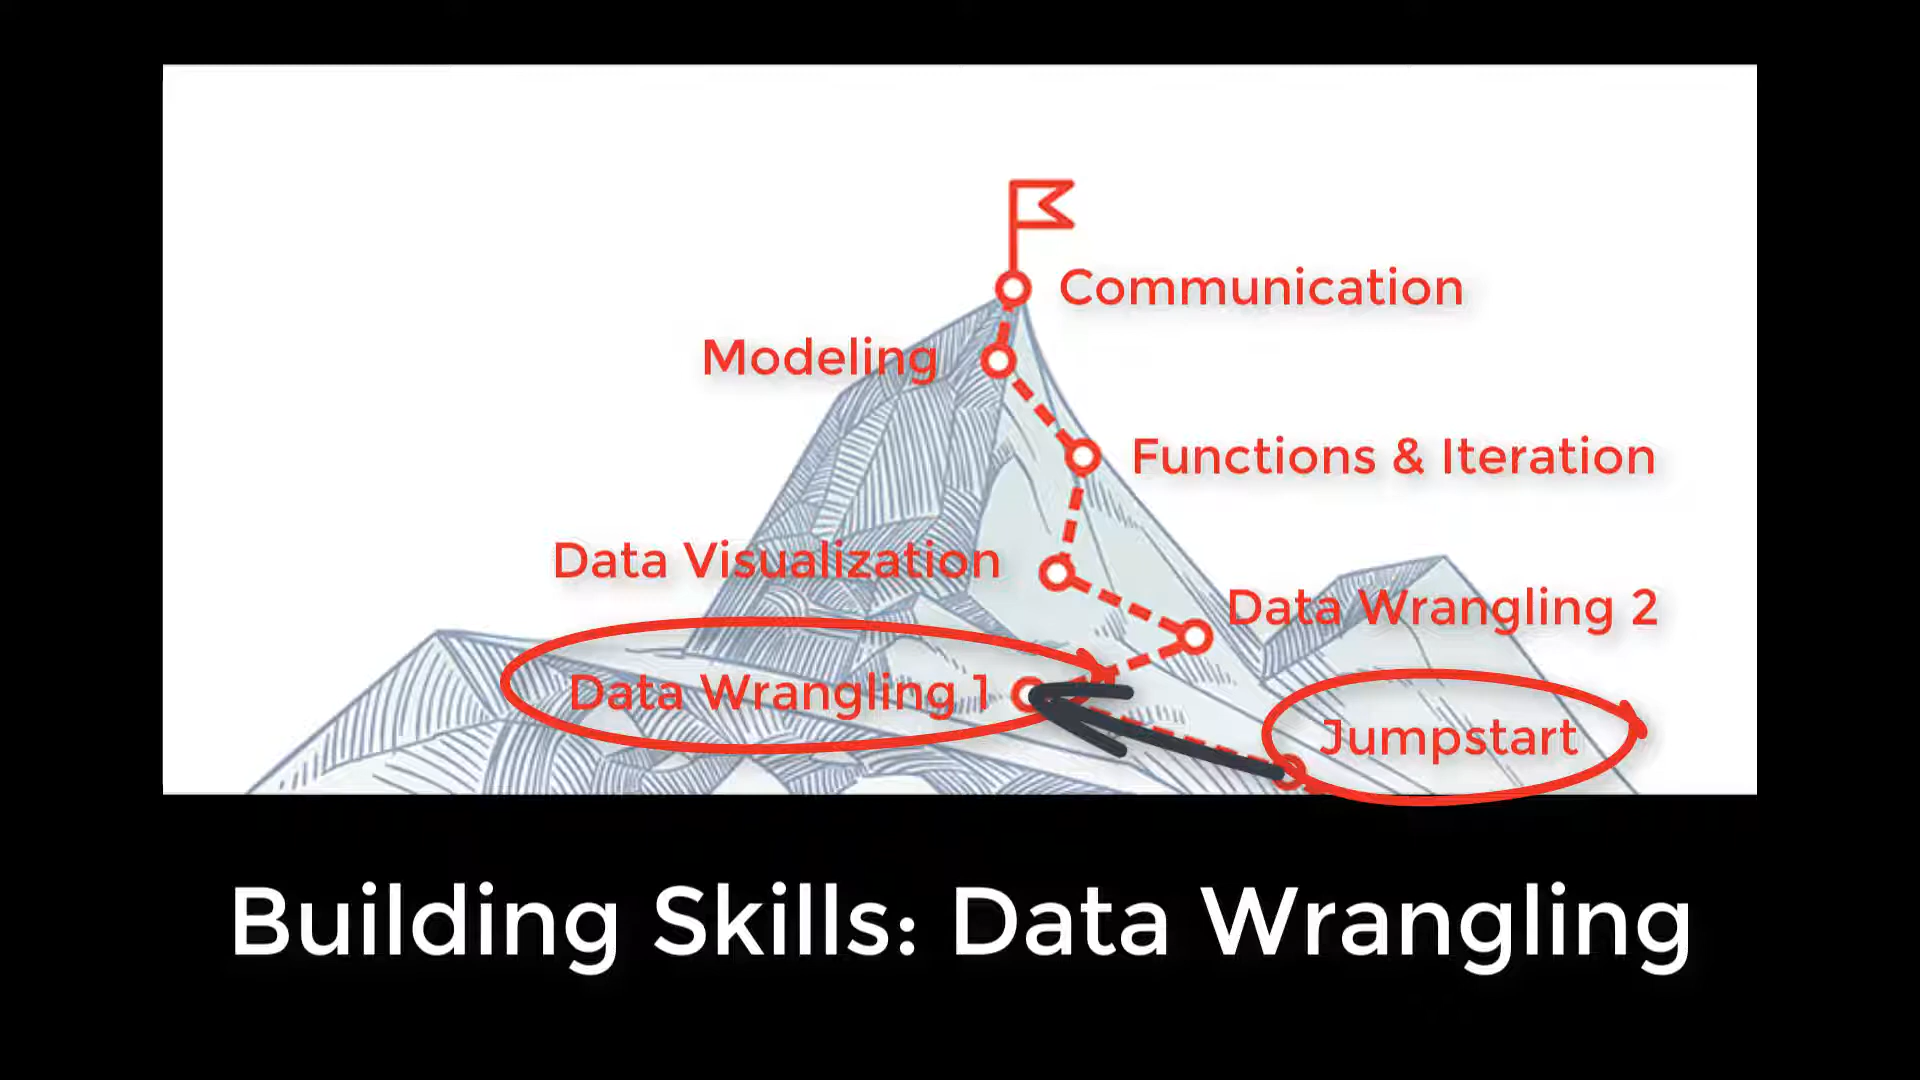 Communication
Modeling
Functions & Iteration
Data Visualization
Data Wrangling 2
Data Wrangling 1
Jumpstart
Building Skills: Data Wrangling